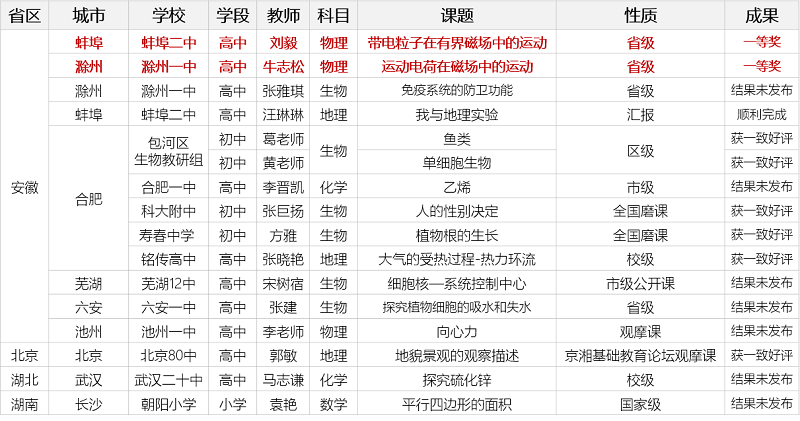 省区 城市 学校 学段 教师 科目 课题 性质 成果
蚌埠 蚌埠二中 高中 刘毅 物理 带电粒子在有界磁场中的运动 省级 一等奖
滁州 滁州一中 高中 牛志松 物理 运动电荷在磁场中的运动 省级 一等奖
滁州 滁州一中 高中 张雅琪 生物 免疫系统的防卫功能 省级 结果未发布
蚌埠 蚌埠二中 高中 汪琳琳 地理 我与地理实验 汇报 顺利完成
安徽 合肥 包河区
生物教研组 初中 葛老师 生物 鱼类 区级 获一致好评
初中 黄老师 单细胞生物 获一致好评
合肥一中 高中 李晋凯 化学 乙烯 市级 结果未发布
科大附中 初中 张巨扬 生物 人的性别决定 全国磨课 获一致好评
寿春中学 初中 方雅 生物 植物根的生长 全国磨课 获一致好评
铭传高中 高中 张晓艳 地理 大气的受热过程-热力环流 校级 获一致好评
芜湖 芜湖12中 高中 宋树宿 生物 细胞核—系统控制中心 市级公开课 结果未发布
六安 六安一中 高中 张建 生物 探究植物细胞的吸水和失水 省级 结果未发布
池州 池州一中 高中 李老师 物理 向心力 观摩课 结果未发布
北京 北京 北京80中 高中 郭敏 地理 地貌景观的观察描述 京湘基础教育论坛观摩课 获一致好评
湖北 武汉 武汉二十中 高中 马志谦 化学 探究硫化锌 校级 结果未发布
湖南 长沙 朝阳小学 小学 袁艳 数学 平行四边形的面积 国家级 结果未发布